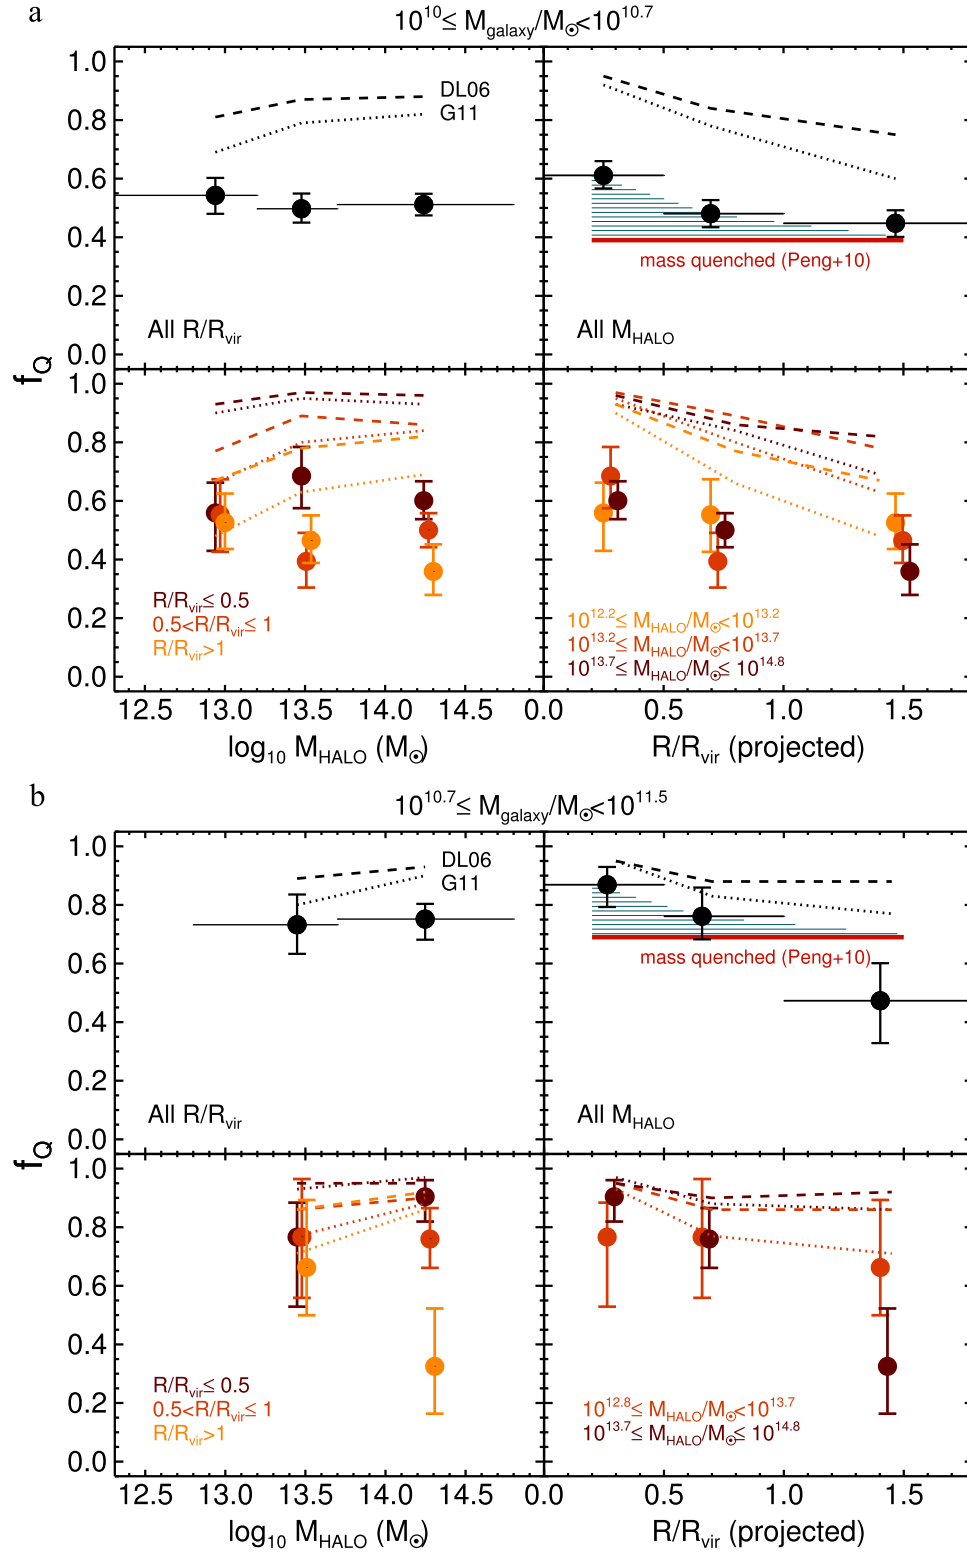 a
10^10 ≤ M_galaxy/M_⊙<10^10.7
1.0
0.8
0.6
0.4
0.2
0.0
DL06
G11
All R/R_vir
mass quenched (Peng+10)
All M_HALO
f_Q
1.0
0.8
0.6
0.4
0.2
0.0
R/R_vir ≤ 0.5
0.5<R/R_vir ≤ 1
R/R_vir>1
10^12.2 ≤ M_HALO/M_⊙<10^13.2
10^13.2 ≤ M_HALO/M_⊙<10^13.7
10^13.7 ≤ M_HALO/M_⊙ ≤ 10^14.8
12.5 13.0 13.5 14.0 14.5 0.0 0.5 1.0 1.5
log_10 M_HALO (M_⊙)
R/R_vir (projected)
b
10^10.7 ≤ M_galaxy/M_⊙<10^11.5
1.0
0.8
0.6
0.4
0.2
0.0
DL06
G11
All R/R_vir
mass quenched (Peng+10)
All M_HALO
f_Q
1.0
0.8
0.6
0.4
0.2
0.0
R/R_vir ≤ 0.5
0.5<R/R_vir ≤ 1
R/R_vir>1
10^12.8 ≤ M_HALO/M_⊙<10^13.7
10^13.7 ≤ M_HALO/M_⊙ ≤ 10^14.8
12.5 13.0 13.5 14.0 14.5 0.0 0.5 1.0 1.5
log_10 M_HALO (M_⊙)
R/R_vir (projected)